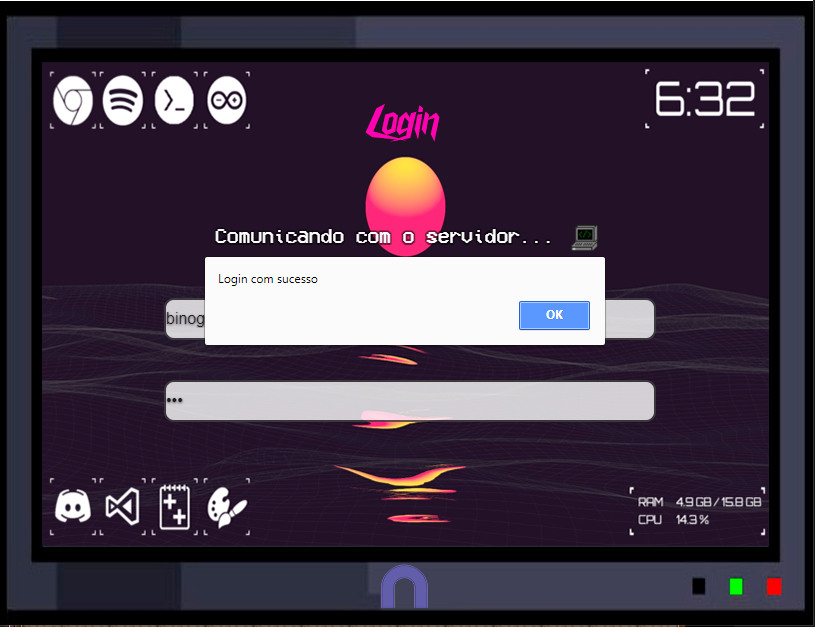 6:32
Login
Comunicando com o servidor...
Login com sucesso
OK
binog
•••
RAM 4.9 GB / 15.8 GB
CPU 14.3 %